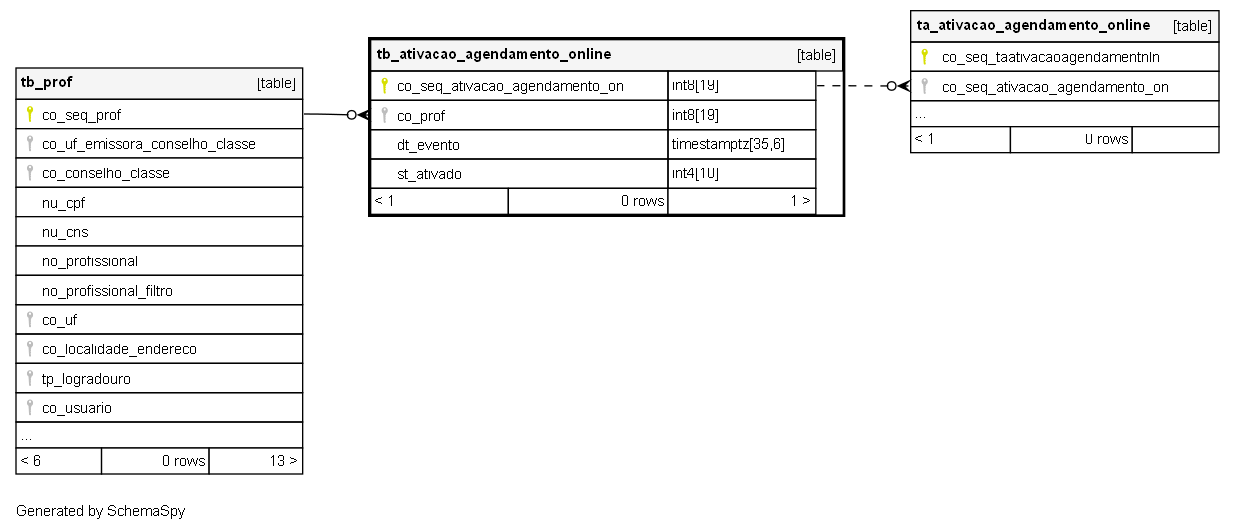 tb_prof [table]
co_seq_prof
co_uf_emissora_conselho_classe
co_conselho_classe
nu_cpf
nu_cns
no_profissional
no_profissional_filtro
co_uf
co_localidade_endereco
tp_logradouro
co_usuario
...
< 6 0 rows 13 >
tb_ativacao_agendamento_online [table]
co_seq_ativacao_agendamento_on int8[19]
co_prof int8[19]
dt_evento timestamptz[35,6]
st_ativado int4[10]
< 1 0 rows 1 >
ta_ativacao_agendamento_online [table]
co_seq_taativacaoagendamentnln
co_seq_ativacao_agendamento_on
...
< 1 0 rows
Generated by SchemaSpy